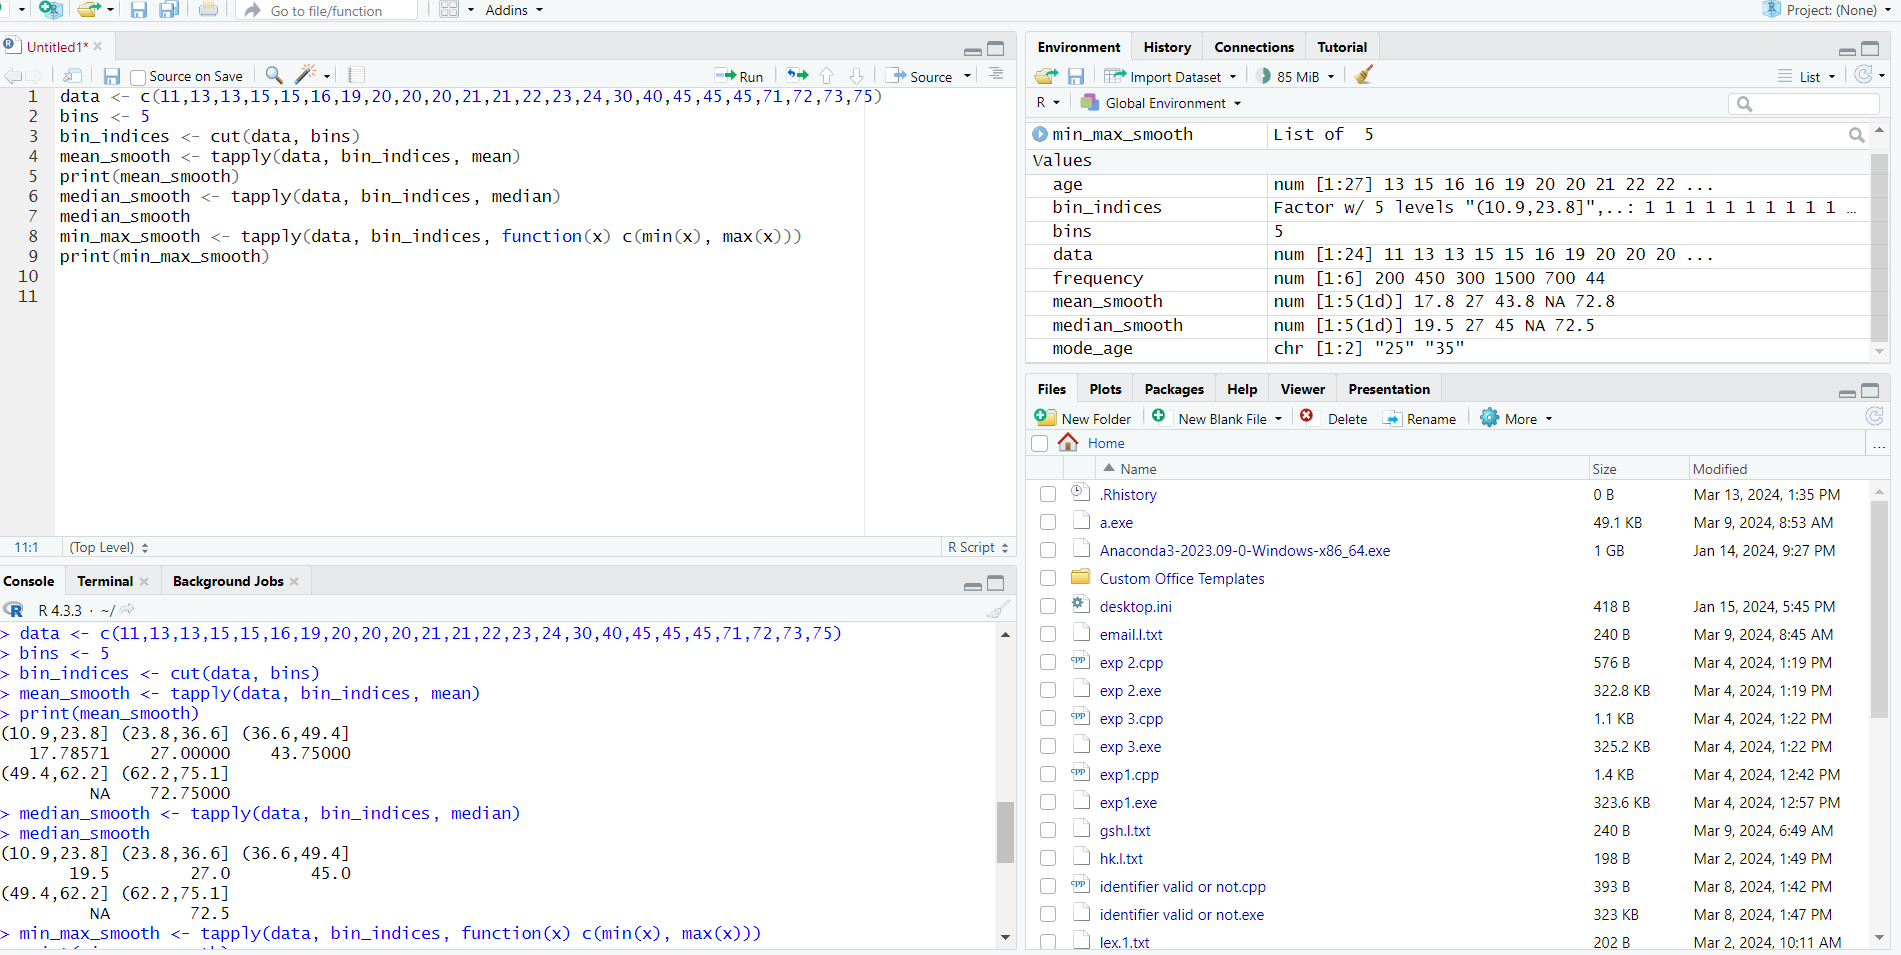 Go to file/function
Addins
Project: (None)
Untitled1*
Source on Save
Run
Source
1 data <- c(11,13,13,15,15,16,19,20,20,20,21,21,22,23,24,30,40,45,45,45,71,72,73,75)
2 bins <- 5
3 bin_indices <- cut(data, bins)
4 mean_smooth <- tapply(data, bin_indices, mean)
5 print(mean_smooth)
6 median_smooth <- tapply(data, bin_indices, median)
7 median_smooth
8 min_max_smooth <- tapply(data, bin_indices, function(x) c(min(x), max(x)))
9 print(min_max_smooth)
10
11
11:1 (Top Level) R Script
Console Terminal Background Jobs
R 4.3.3 · ~/
> data <- c(11,13,13,15,15,16,19,20,20,20,21,21,22,23,24,30,40,45,45,45,71,72,73,75)
> bins <- 5
> bin_indices <- cut(data, bins)
> mean_smooth <- tapply(data, bin_indices, mean)
> print(mean_smooth)
(10.9,23.8] (23.8,36.6] (36.6,49.4]
17.78571 27.00000 43.75000
(49.4,62.2] (62.2,75.1]
NA 72.75000
> median_smooth <- tapply(data, bin_indices, median)
> median_smooth
(10.9,23.8] (23.8,36.6] (36.6,49.4]
19.5 27.0 45.0
(49.4,62.2] (62.2,75.1]
NA 72.5
> min_max_smooth <- tapply(data, bin_indices, function(x) c(min(x), max(x)))
Environment History Connections Tutorial
Import Dataset 85 MiB List
R Global Environment
min_max_smooth List of 5
Values
age num [1:27] 13 15 16 16 19 20 20 21 22 22 ...
bin_indices Factor w/ 5 levels "(10.9,23.8]",..: 1 1 1 1 1 1 1 1 1 1 …
bins 5
data num [1:24] 11 13 13 15 15 16 19 20 20 20 ...
frequency num [1:6] 200 450 300 1500 700 44
mean_smooth num [1:5(1d)] 17.8 27 43.8 NA 72.8
median_smooth num [1:5(1d)] 19.5 27 45 NA 72.5
mode_age chr [1:2] "25" "35"
Files Plots Packages Help Viewer Presentation
New Folder New Blank File Delete Rename More
Home ...
Name Size Modified
.Rhistory 0 B Mar 13, 2024, 1:35 PM
a.exe 49.1 KB Mar 9, 2024, 8:53 AM
Anaconda3-2023.09-0-Windows-x86_64.exe 1 GB Jan 14, 2024, 9:27 PM
Custom Office Templates
desktop.ini 418 B Jan 15, 2024, 5:45 PM
email.l.txt 240 B Mar 9, 2024, 8:45 AM
exp 2.cpp 576 B Mar 4, 2024, 1:19 PM
exp 2.exe 322.8 KB Mar 4, 2024, 1:19 PM
exp 3.cpp 1.1 KB Mar 4, 2024, 1:22 PM
exp 3.exe 325.2 KB Mar 4, 2024, 1:22 PM
exp1.cpp 1.4 KB Mar 4, 2024, 12:42 PM
exp1.exe 323.6 KB Mar 4, 2024, 12:57 PM
gsh.l.txt 240 B Mar 9, 2024, 6:49 AM
hk.l.txt 198 B Mar 2, 2024, 1:49 PM
identifier valid or not.cpp 393 B Mar 8, 2024, 1:42 PM
identifier valid or not.exe 323 KB Mar 8, 2024, 1:47 PM
lex.1.txt 202 B Mar 2, 2024, 10:11 AM